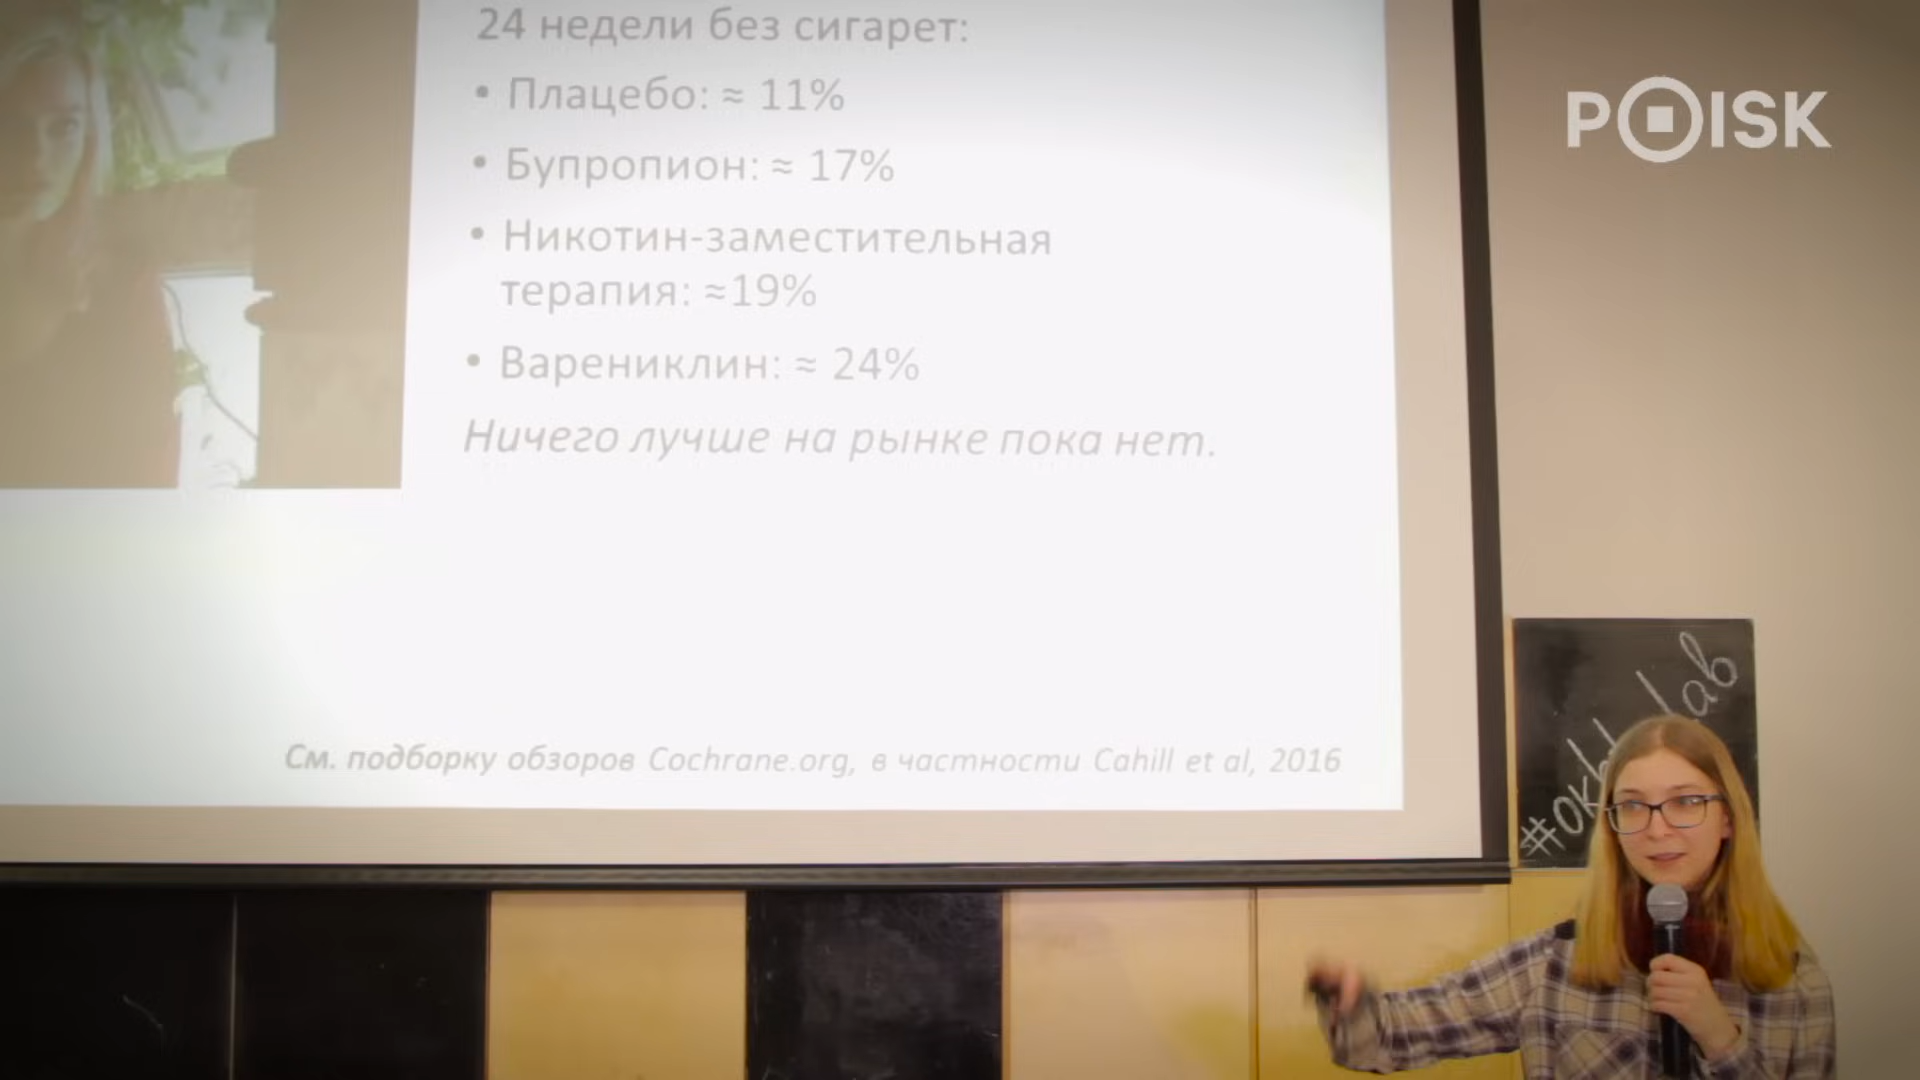 24 недели без сигарет:
• Плацебо: ≈ 11%
• Бупропион: ≈ 17%
• Никотин-заместительная
терапия: ≈19%
• Варениклин: ≈ 24%
Ничего лучше на рынке пока нет.
См. подборку обзоров Cochrane.org, в частности Cahill et al, 2016
POISK